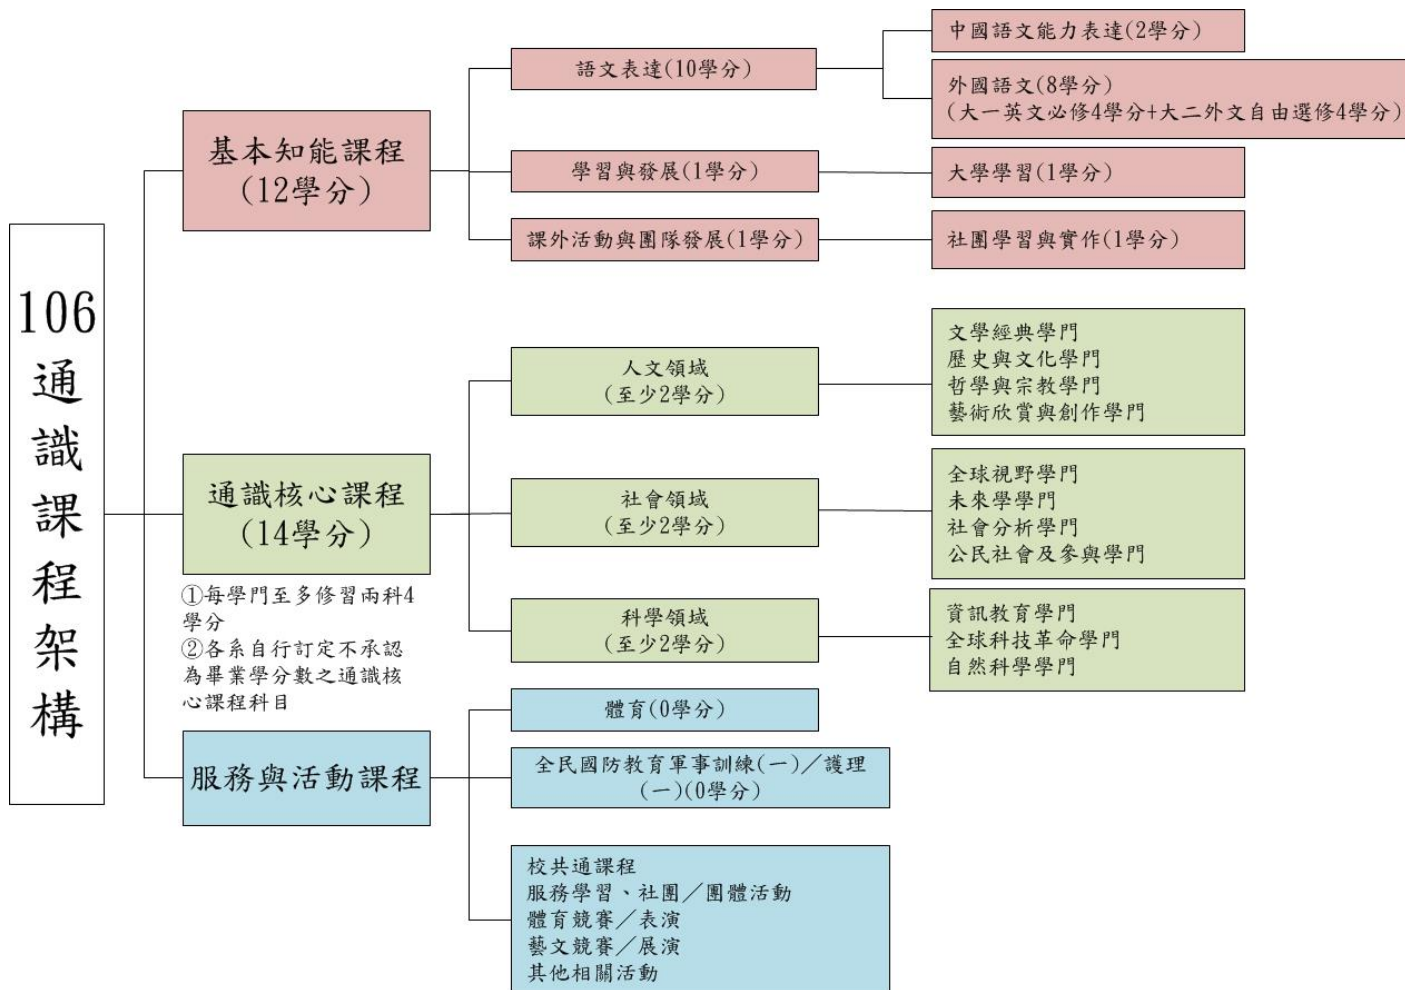 106
通
識
課
程
架
構
基本知能課程
(12學分)
語文表達(10學分)
中國語文能力表達(2學分)
外國語文(8學分)
(大一英文必修4學分+大二外文自由選修4學分)
學習與發展(1學分)
大學學習(1學分)
課外活動與團隊發展(1學分)
社團學習與實作(1學分)
通識核心課程
(14學分)
①每學門至多修習兩科4
學分
②各系自行訂定不承認
為畢業學分數之通識核
心課程科目
人文領域
(至少2學分)
文學經典學門
歷史與文化學門
哲學與宗教學門
藝術欣賞與創作學門
社會領域
(至少2學分)
全球視野學門
未來學學門
社會分析學門
公民社會及參與學門
科學領域
(至少2學分)
資訊教育學門
全球科技革命學門
自然科學學門
服務與活動課程
體育(0學分)
全民國防教育軍事訓練(一)／護理
(一)(0學分)
校共通課程
服務學習、社團／團體活動
體育競賽／表演
藝文競賽／展演
其他相關活動